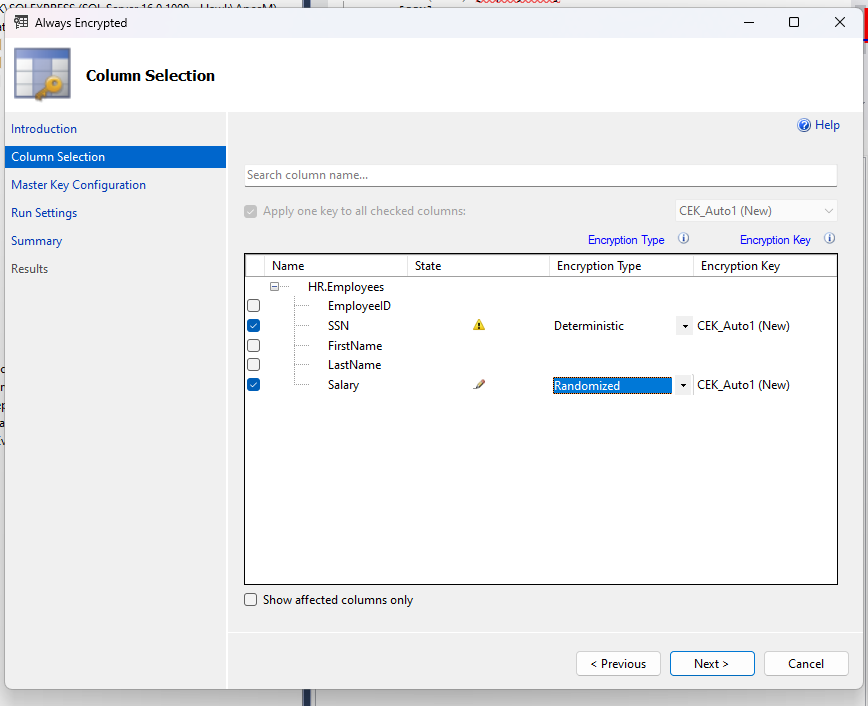 Always Encrypted
Column Selection
Introduction
Column Selection
Master Key Configuration
Run Settings
Summary
Results
Help
Search column name...
Apply one key to all checked columns:
CEK_Auto1 (New)
Encryption Type
Encryption Key
Name State Encryption Type Encryption Key
HR.Employees
EmployeeID
SSN Deterministic CEK_Auto1 (New)
FirstName
LastName
Salary Randomized CEK_Auto1 (New)
Show affected columns only
< Previous Next > Cancel